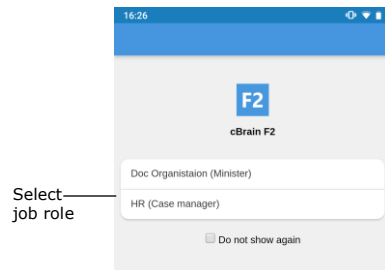 16:26
F2
cBrain F2
Doc Organistaion (Minister)
HR (Case manager)
Do not show again
Select
job role